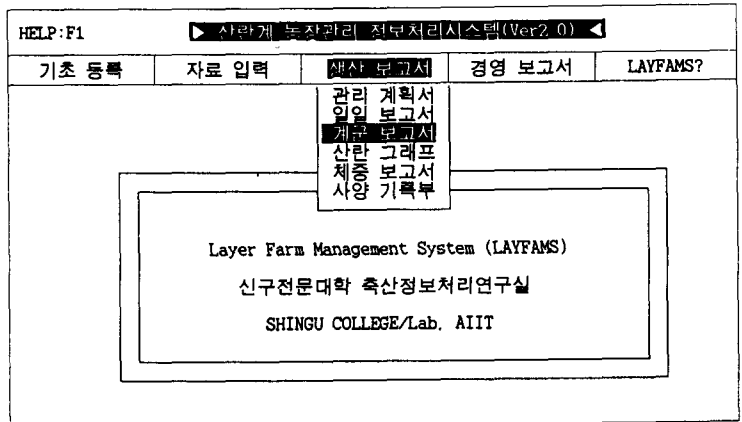 HELP:F1
▶ 산란계 농장관리 정보처리시스템(Ver2.0) ◀
기초 등록 자료 입력 생산 보고서 경영 보고서 LAYFAMS?
관리 계획서
일일 보고서
계군 보고서
산란 그래프
체중 보고서
사양 기록부
Layer Farm Management System (LAYFAMS)
신구전문대학 축산정보처리연구실
SHINGU COLLEGE/Lab. AIIT